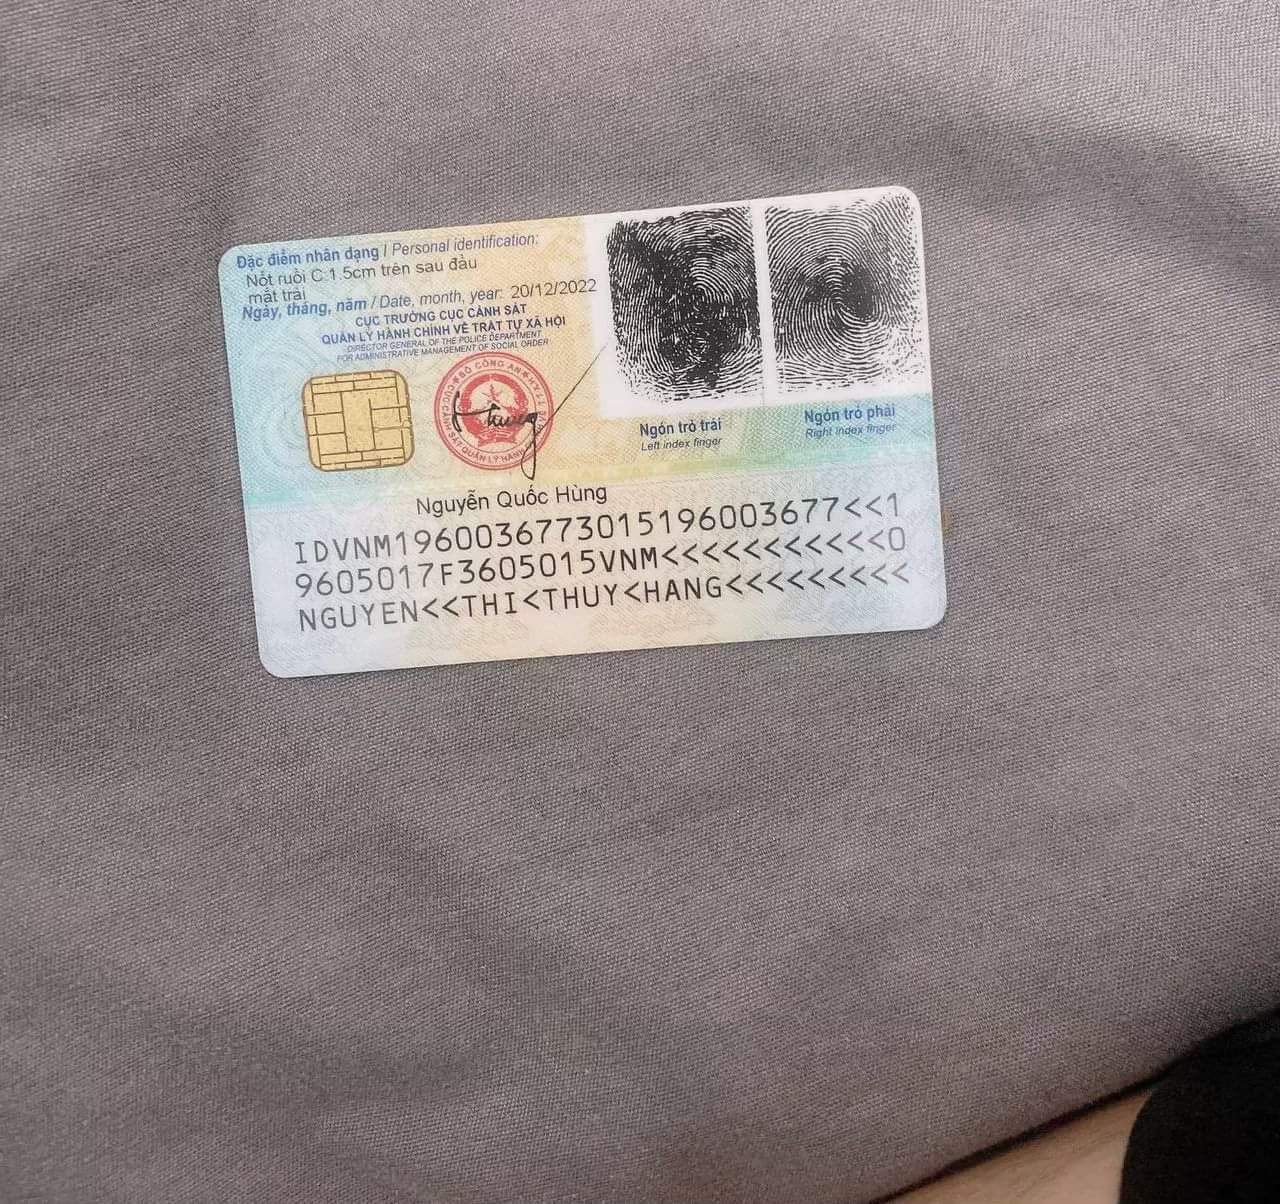 Đặc điểm nhân dạng / Personal identification:
Nốt ruồi C:1.5cm trên sau đầu
mắt trái
Ngày, tháng, năm / Date, month, year: 20/12/2022
CỤC TRƯỞNG CỤC CẢNH SÁT
QUẢN LÝ HÀNH CHÍNH VỀ TRẬT TỰ XÃ HỘI
DIRECTOR GENERAL OF THE POLICE DEPARTMENT
FOR ADMINISTRATIVE MANAGEMENT OF SOCIAL ORDER
BỘ CÔNG AN
CỤC CẢNH SÁT QUẢN LÝ HÀNH
Ngón trỏ trái
Left index finger
Ngón trỏ phải
Right index finger
Nguyễn Quốc Hùng
IDVNM1960036773015196003677<<1
9605017F3605015VNM<<<<<<<<<<<0
NGUYEN<<THI<THUY<HANG<<<<<<<<<